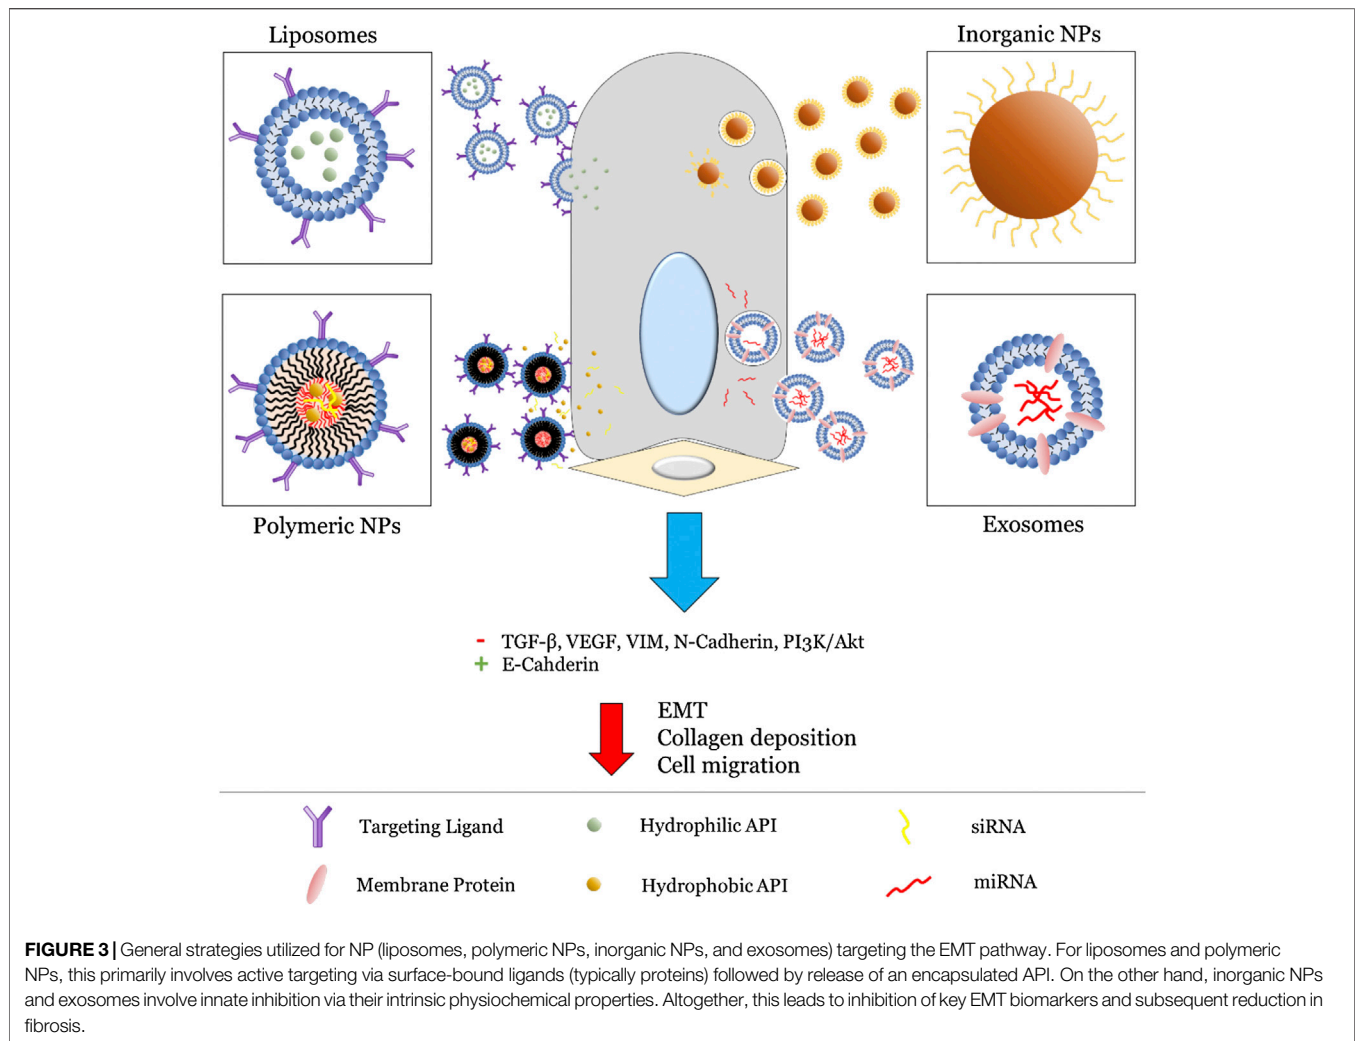 Liposomes
Inorganic NPs
Polymeric NPs
Exosomes
- TGF-β, VEGF, VIM, N-Cadherin, PI3K/Akt
+ E-Cahderin
EMT
Collagen deposition
Cell migration
Targeting Ligand
Hydrophilic API
siRNA
Membrane Protein
Hydrophobic API
miRNA
FIGURE 3 | General strategies utilized for NP (liposomes, polymeric NPs, inorganic NPs, and exosomes) targeting the EMT pathway. For liposomes and polymeric
NPs, this primarily involves active targeting via surface-bound ligands (typically proteins) followed by release of an encapsulated API. On the other hand, inorganic NPs
and exosomes involve innate inhibition via their intrinsic physiochemical properties. Altogether, this leads to inhibition of key EMT biomarkers and subsequent reduction in
fibrosis.